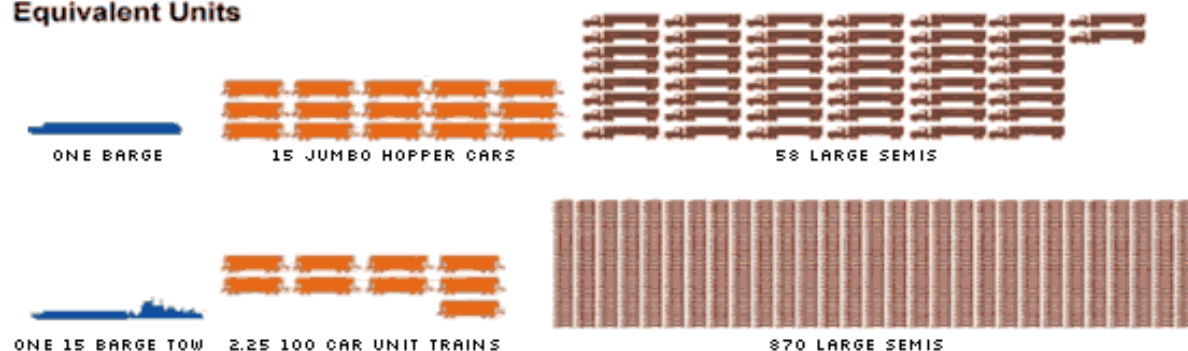 Equivalent Units
ONE BARGE
15 JUMBO HOPPER CARS
58 LARGE SEMIS
ONE 15 BARGE TOW
2.25 100 CAR UNIT TRAINS
870 LARGE SEMIS